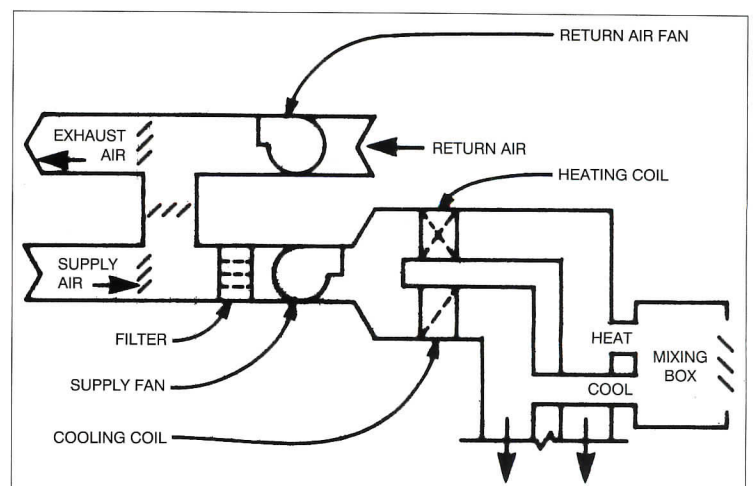 RETURN AIR FAN
EXHAUST
AIR
RETURN AIR
HEATING COIL
SUPPLY
AIR
FILTER
HEAT
MIXING
BOX
SUPPLY FAN
COOL
COOLING COIL